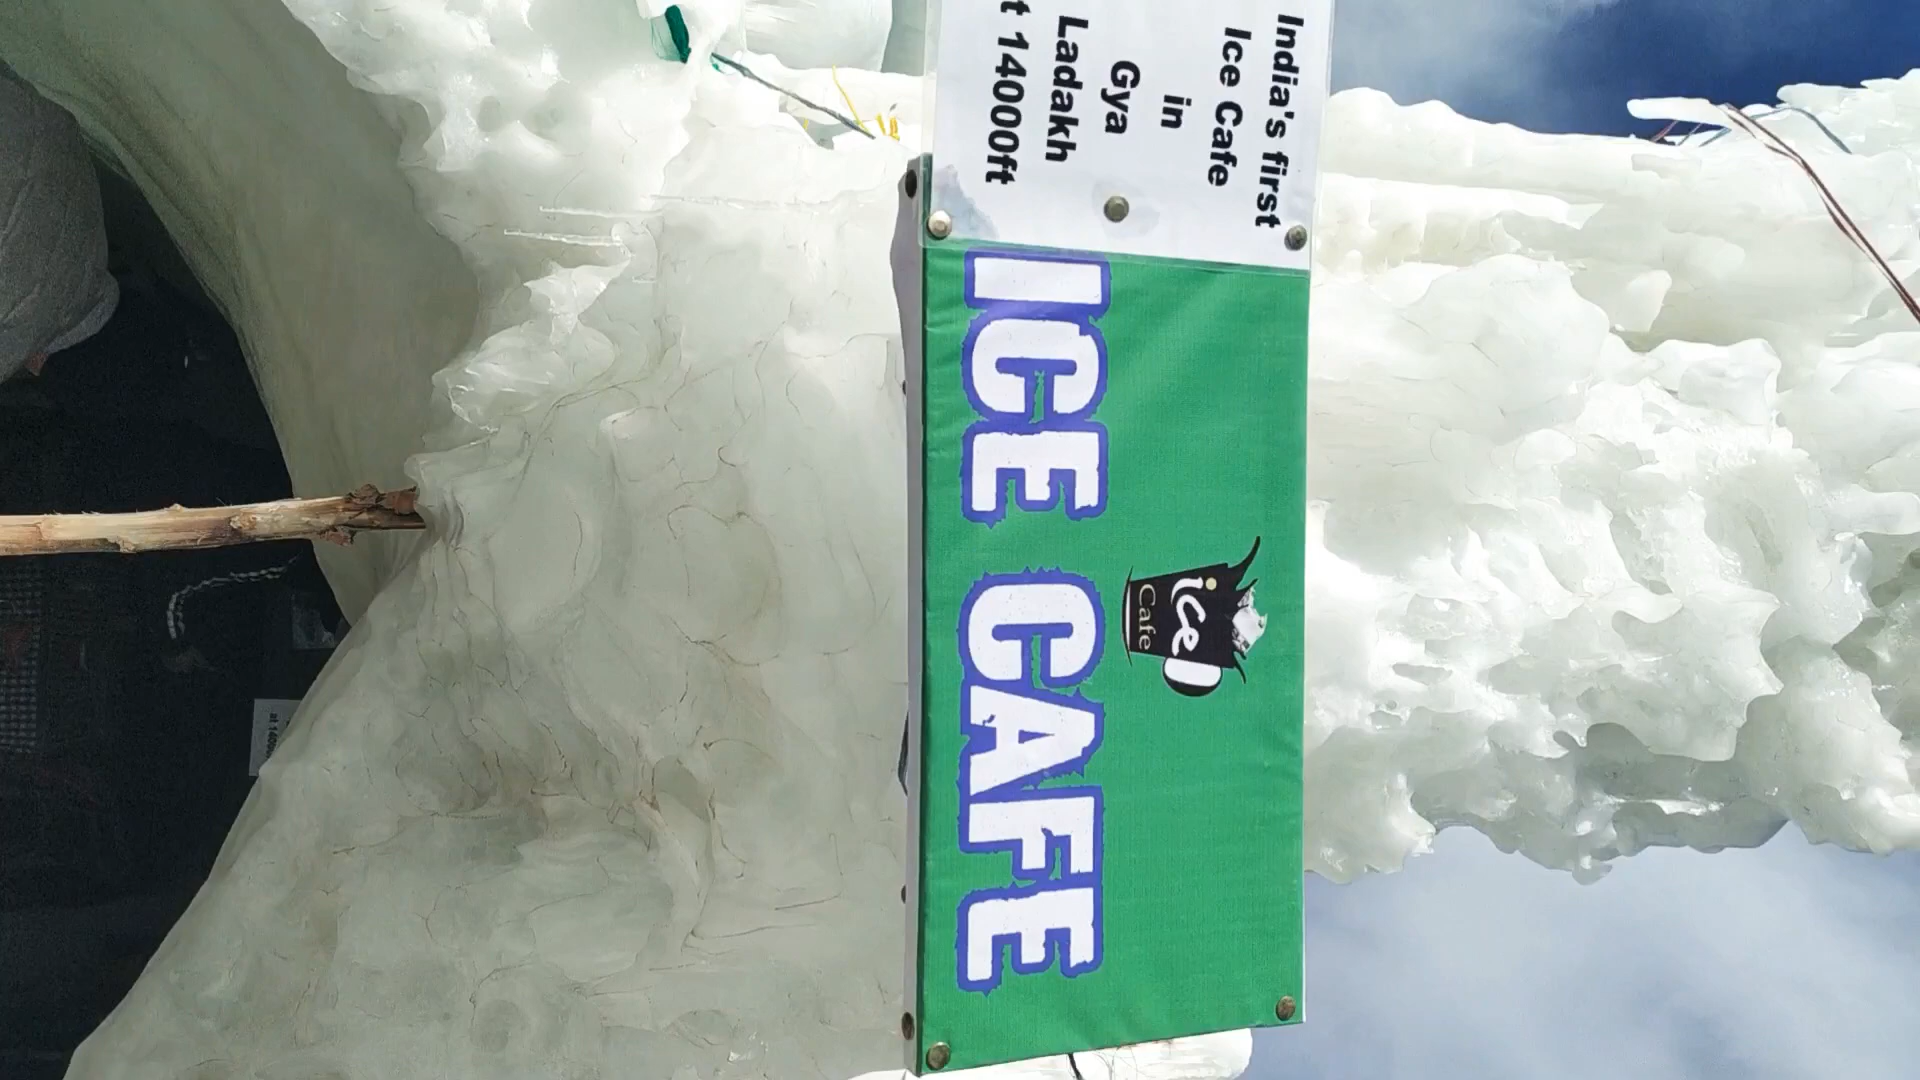 India's first
Ice Cafe
in
Gya
Ladakh
t 14000ft
ice
Cafe
ICE CAFE